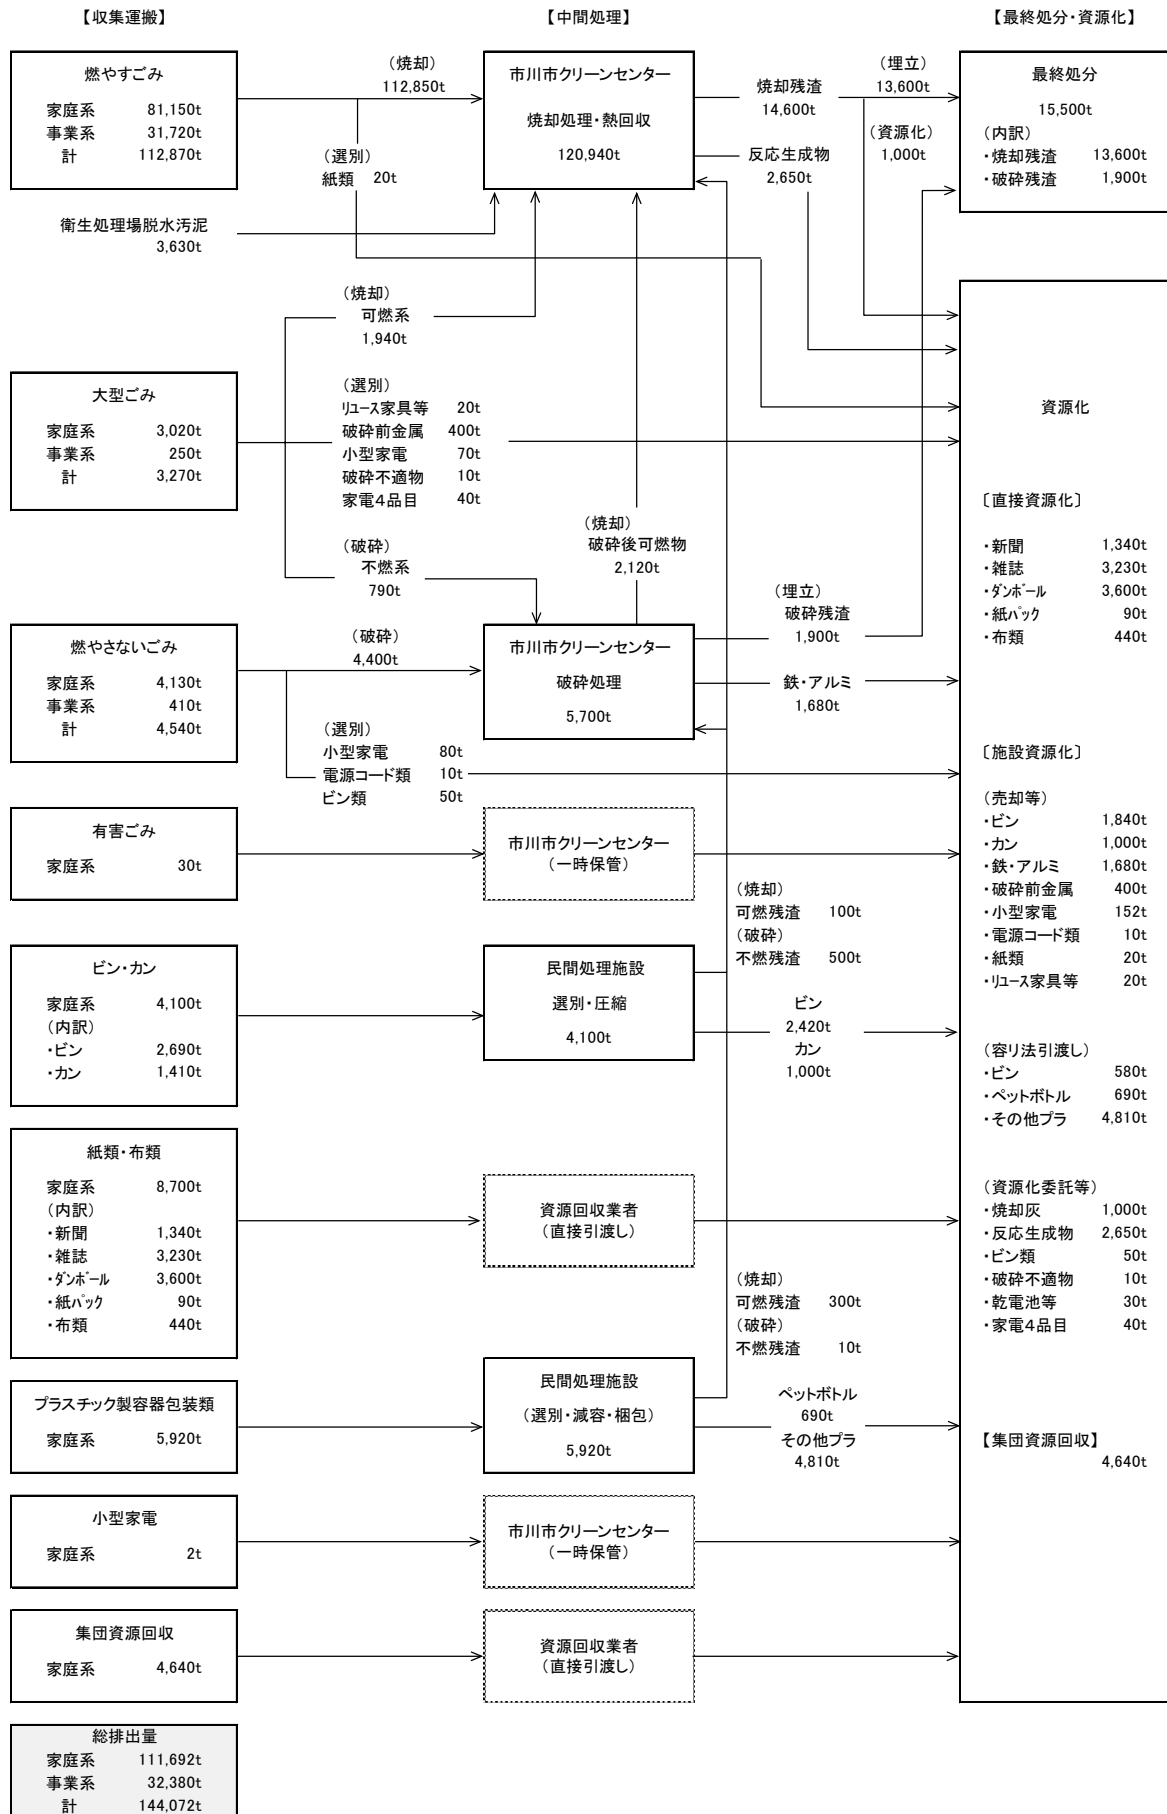 【収集運搬】
【中間処理】
【最終処分・資源化】
燃やすごみ
家庭系 81,150t
事業系 31,720t
計 112,870t
（焼却）
112,850t
（選別）
紙類 20t
市川市クリーンセンター
焼却処理・熱回収
120,940t
焼却残渣
14,600t
（埋立）
13,600t
（資源化）
1,000t
反応生成物
2,650t
最終処分
15,500t
（内訳）
・焼却残渣 13,600t
・破砕残渣 1,900t
衛生処理場脱水汚泥
3,630t
（焼却）
可燃系
1,940t
大型ごみ
家庭系 3,020t
事業系 250t
計 3,270t
（選別）
リユース家具等 20t
破砕前金属 400t
小型家電 70t
破砕不適物 10t
家電4品目 40t
（破砕）
不燃系
790t
（焼却）
破砕後可燃物
2,120t
燃やさないごみ
家庭系 4,130t
事業系 410t
計 4,540t
（破砕）
4,400t
（選別）
小型家電 80t
電源コード類 10t
ビン類 50t
市川市クリーンセンター
破砕処理
5,700t
（埋立）
破砕残渣
1,900t
鉄・アルミ
1,680t
有害ごみ
家庭系 30t
市川市クリーンセンター
（一時保管）
ビン・カン
家庭系 4,100t
（内訳）
・ビン 2,690t
・カン 1,410t
民間処理施設
選別・圧縮
4,100t
（焼却）
可燃残渣 100t
（破砕）
不燃残渣 500t
ビン
2,420t
カン
1,000t
紙類・布類
家庭系 8,700t
（内訳）
・新聞 1,340t
・雑誌 3,230t
・ダンボール 3,600t
・紙パック 90t
・布類 440t
資源回収業者
（直接引渡し）
（焼却）
可燃残渣 300t
（破砕）
不燃残渣 10t
プラスチック製容器包装類
家庭系 5,920t
民間処理施設
（選別・減容・梱包）
5,920t
ペットボトル
690t
その他プラ
4,810t
小型家電
家庭系 2t
市川市クリーンセンター
（一時保管）
集団資源回収
家庭系 4,640t
資源回収業者
（直接引渡し）
資源化
〔直接資源化〕
・新聞 1,340t
・雑誌 3,230t
・ダンボール 3,600t
・紙パック 90t
・布類 440t
〔施設資源化〕
（売却等）
・ビン 1,840t
・カン 1,000t
・鉄・アルミ 1,680t
・破砕前金属 400t
・小型家電 152t
・電源コード類 10t
・紙類 20t
・リユース家具等 20t
（容リ法引渡し）
・ビン 580t
・ペットボトル 690t
・その他プラ 4,810t
（資源化委託等）
・焼却灰 1,000t
・反応生成物 2,650t
・ビン類 50t
・破砕不適物 10t
・乾電池等 30t
・家電4品目 40t
【集団資源回収】
4,640t
総排出量
家庭系 111,692t
事業系 32,380t
計 144,072t